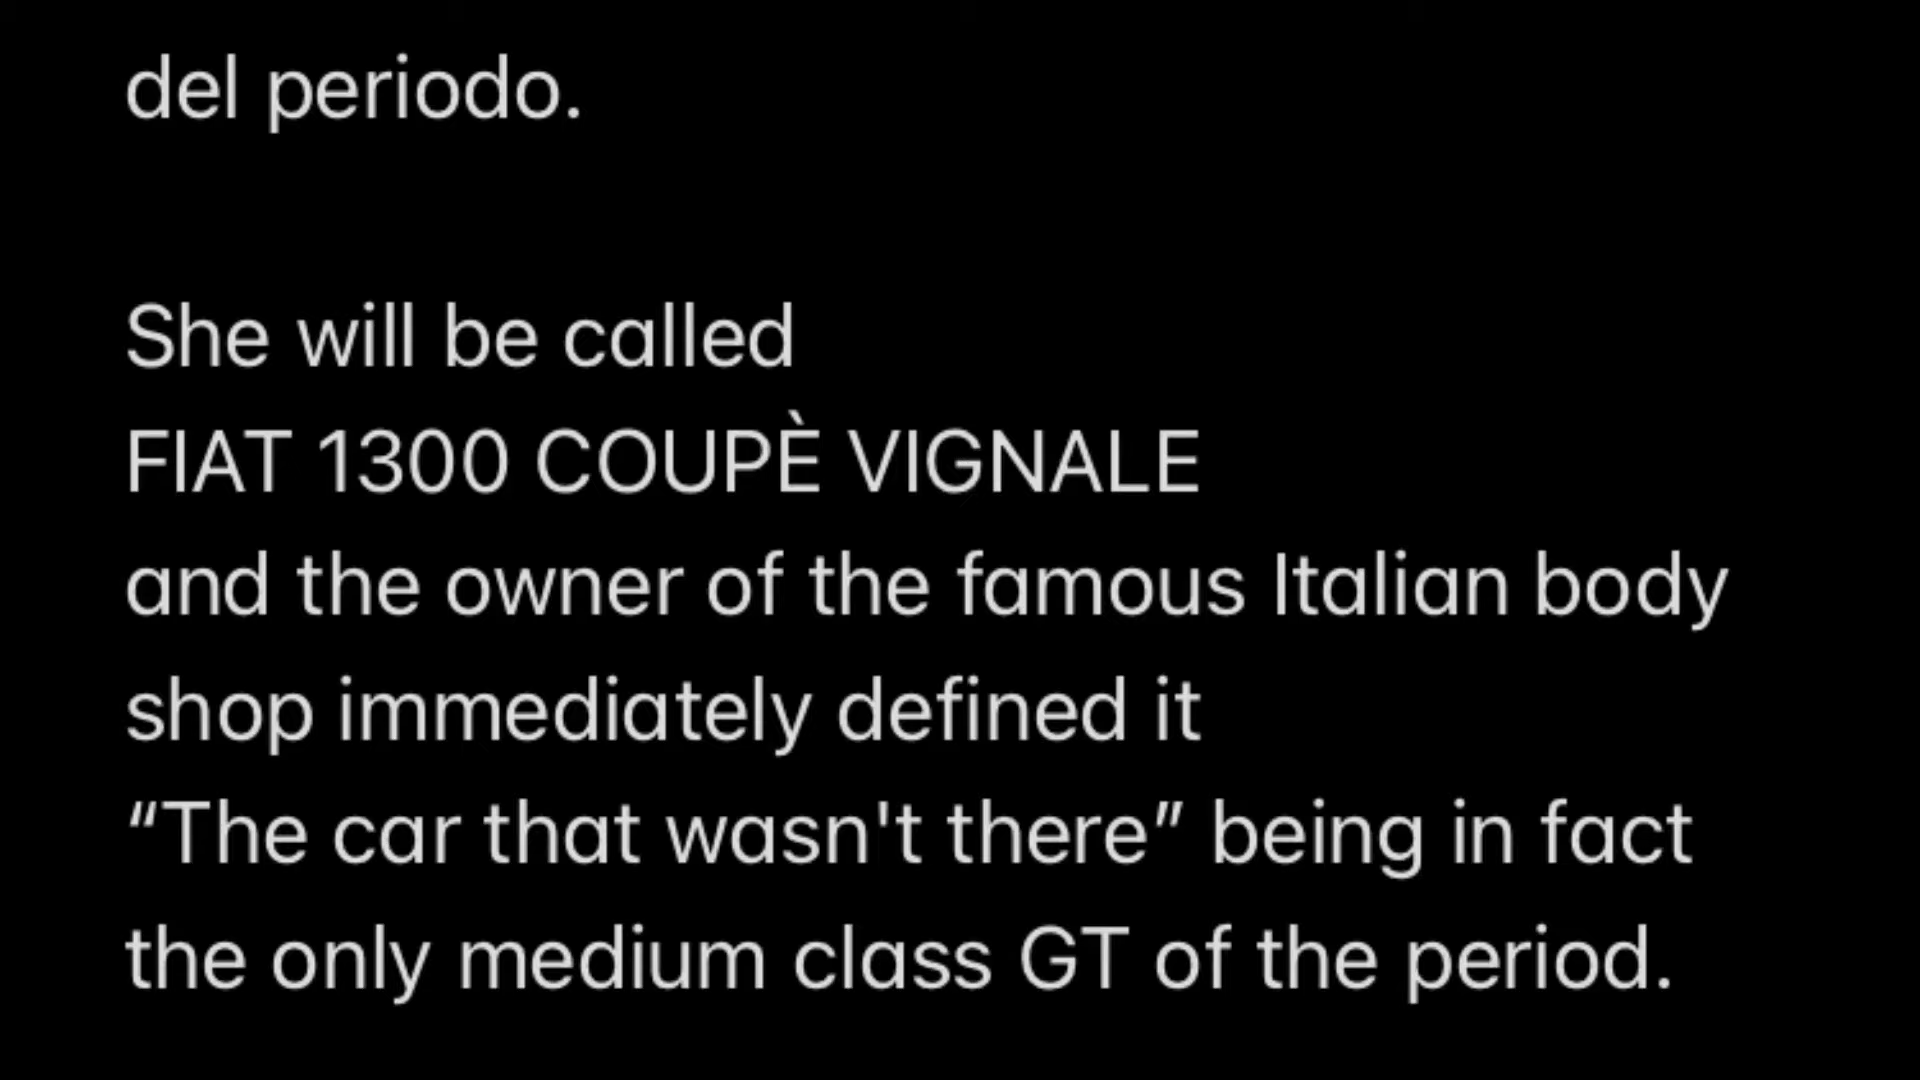 del periodo.
She will be called
FIAT 1300 COUPÈ VIGNALE
and the owner of the famous Italian body
shop immediately defined it
“The car that wasn't there” being in fact
the only medium class GT of the period.